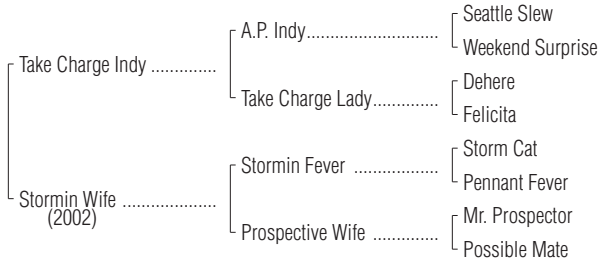 Seattle Slew
A.P. Indy
Weekend Surprise
Take Charge Indy
Dehere
Take Charge Lady
Felicita
Storm Cat
Stormin Fever
Pennant Fever
Stormin Wife
(2002)
Mr. Prospector
Prospective Wife
Possible Mate